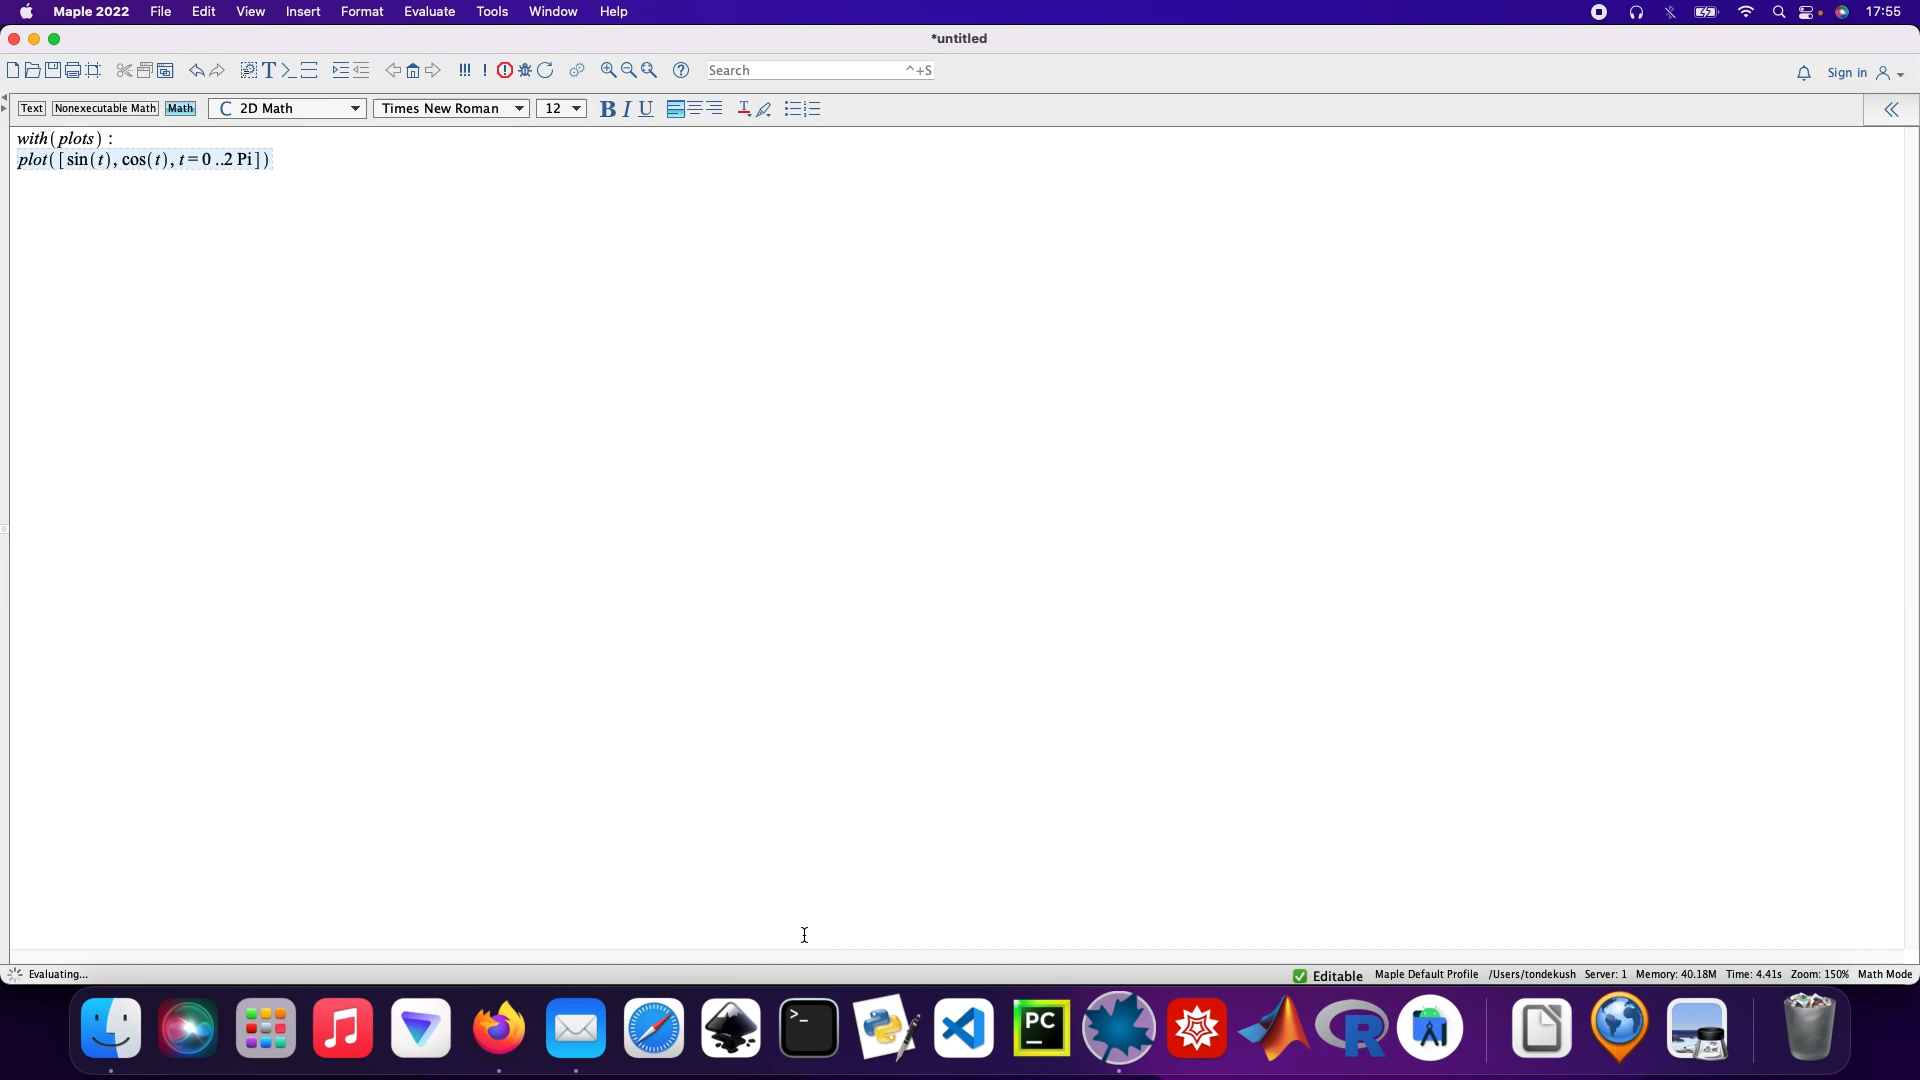 Maple 2022 File Edit View Insert Format Evaluate Tools Window Help 17:55
*untitled
Search ^+S Sign in
Text Nonexecutable Math Math C 2D Math Times New Roman 12 B I U
with(plots) :
plot([sin(t), cos(t), t=0 ..2 Pi])
Evaluating... Editable Maple Default Profile /Users/tondekush Server: 1 Memory: 40.18M Time: 4.41s Zoom: 150% Math Mode
>_ PC R